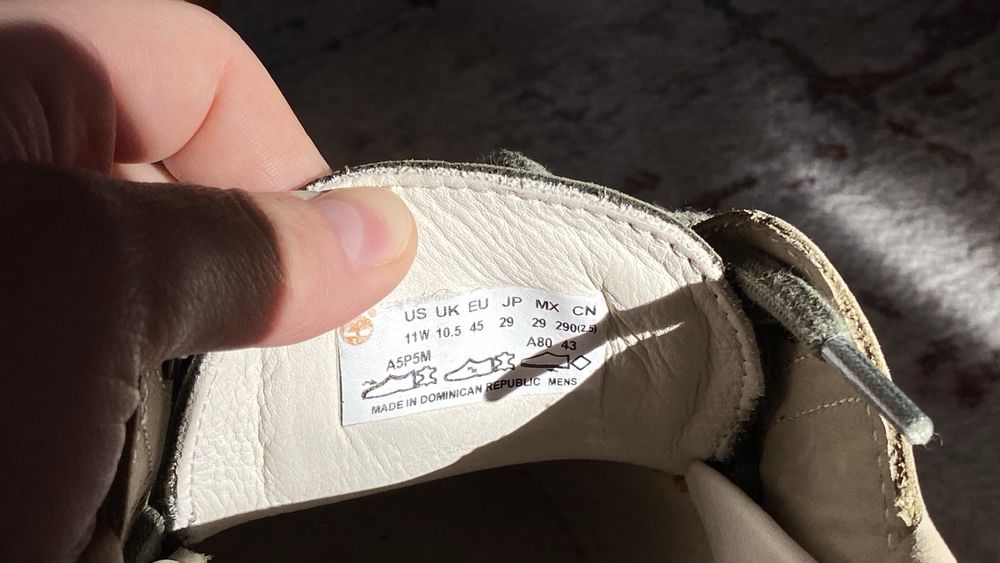 US UK EU JP MX CN
11W 10.5 45 29 29 290(2.5)
A5P5M A80 43
MADE IN DOMINICAN REPUBLIC MENS